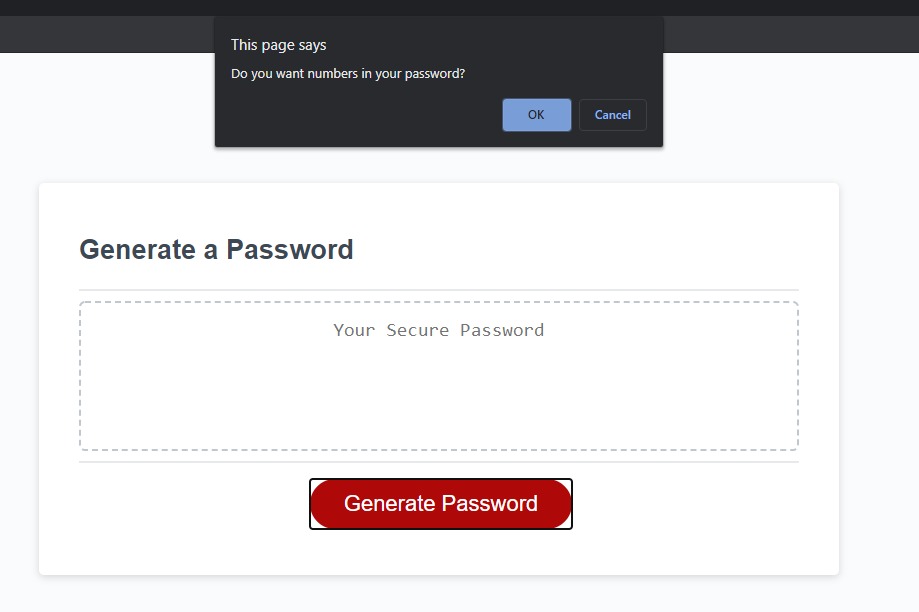 This page says
Do you want numbers in your password?
OK
Cancel
Generate a Password
Your Secure Password
Generate Password